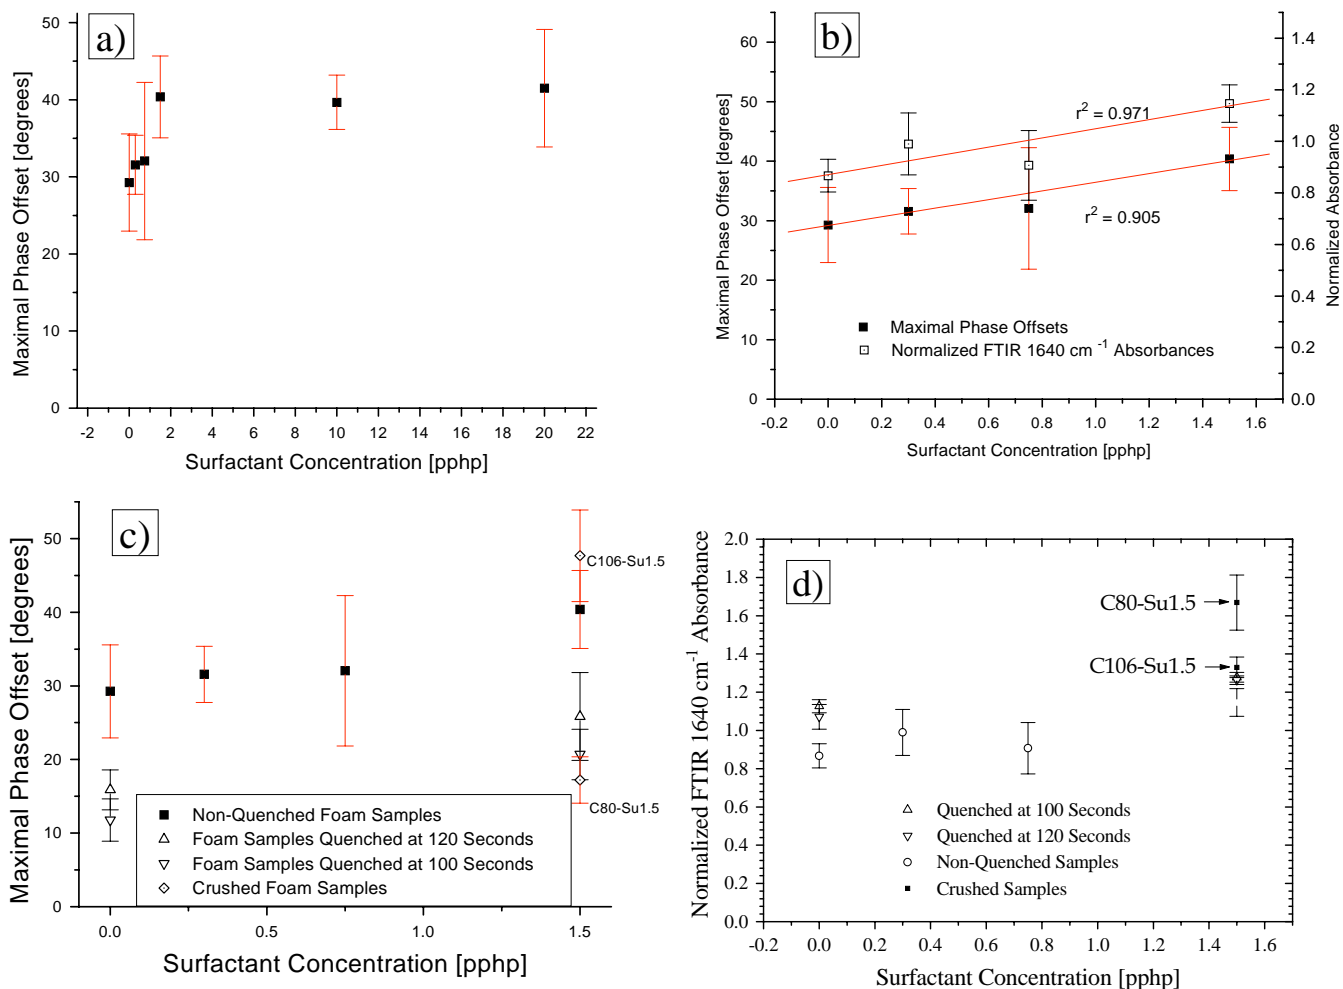 a)
Maximal Phase Offset [degrees]
50
40
30
20
10
0
-2 0 2 4 6 8 10 12 14 16 18 20 22
Surfactant Concentration [pphp]
b)
Maximal Phase Offset [degrees]
60
50
40
30
20
10
0
r² = 0.971
r² = 0.905
Maximal Phase Offsets
Normalized FTIR 1640 cm ⁻¹ Absorbances
1.4
1.2
1.0
0.8
0.6
0.4
0.2
0.0
Normalized Absorbance
-0.2 0.0 0.2 0.4 0.6 0.8 1.0 1.2 1.4 1.6
Surfactant Concentration [pphp]
c)
Maximal Phase Offset [degrees]
50
40
30
20
10
0
C106-Su1.5
C80-Su1.5
Non-Quenched Foam Samples
Foam Samples Quenched at 120 Seconds
Foam Samples Quenched at 100 Seconds
Crushed Foam Samples
0.0 0.5 1.0 1.5
Surfactant Concentration [pphp]
d)
Normalized FTIR 1640 cm⁻¹ Absorbance
2.0
1.8
1.6
1.4
1.2
1.0
0.8
0.6
0.4
0.2
0.0
C80-Su1.5
C106-Su1.5
Quenched at 100 Seconds
Quenched at 120 Seconds
Non-Quenched Samples
Crushed Samples
-0.2 0.0 0.2 0.4 0.6 0.8 1.0 1.2 1.4 1.6
Surfactant Concentration [pphp]